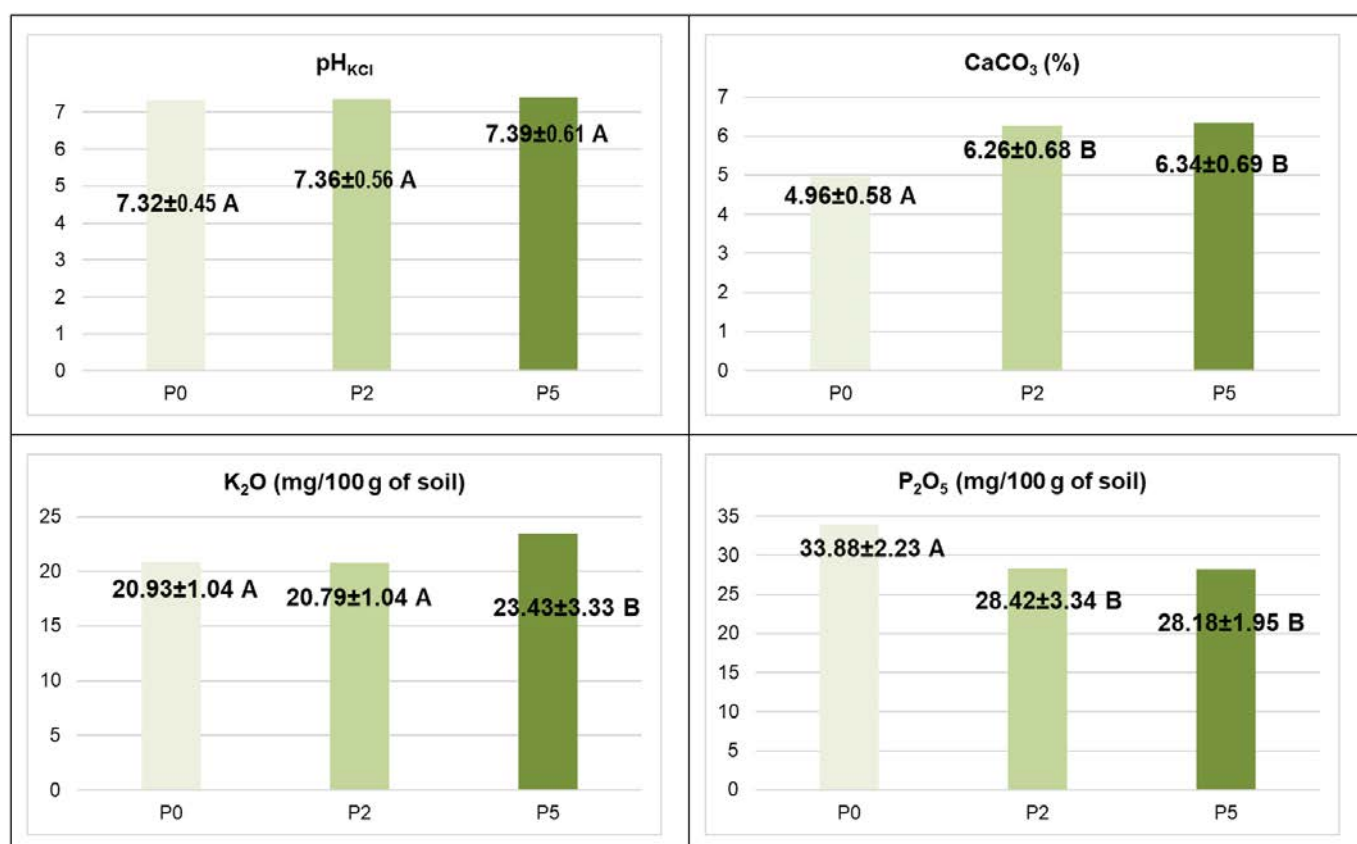 pH_KCl
7
6
5
4
3
2
1
0
7.32±0.45 A
7.36±0.56 A
7.39±0.61 A
P0 P2 P5
CaCO₃ (%)
7
6
5
4
3
2
1
0
4.96±0.58 A
6.26±0.68 B
6.34±0.69 B
P0 P2 P5
K₂O (mg/100 g of soil)
25
20
15
10
5
0
20.93±1.04 A
20.79±1.04 A
23.43±3.33 B
P0 P2 P5
P₂O₅ (mg/100 g of soil)
35
30
25
20
15
10
5
0
33.88±2.23 A
28.42±3.34 B
28.18±1.95 B
P0 P2 P5